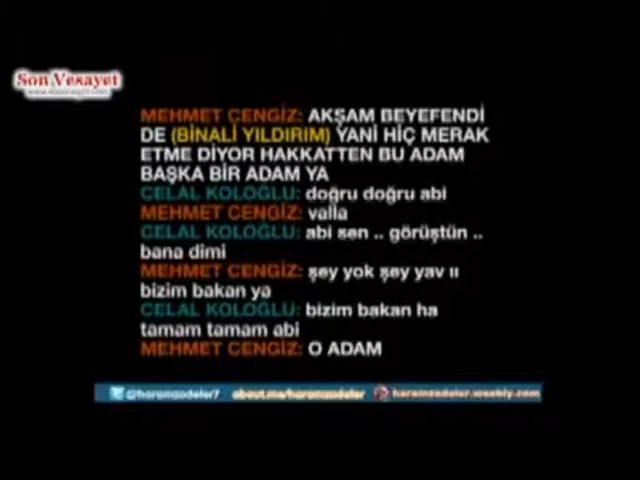 Son Vesayet
MEHMET CENGİZ: AKŞAM BEYEFENDİ
DE (BİNALİ YILDIRIM) YANİ HİÇ MERAK
ETME DİYOR HAKKATTEN BU ADAM
BAŞKA BİR ADAM YA
CELAL KOLOĞLU: doğru doğru abi
MEHMET CENGİZ: valla
CELAL KOLOĞLU: abi sen .. görüştün ..
bana dimi
MEHMET CENGİZ: şey yok şey yav ıı
bizim bakan ya
CELAL KOLOĞLU: bizim bakan ha
tamam tamam abi
MEHMET CENGİZ: O ADAM
@haramzadeler7 about.me/haramzadeler haramzadeler.weebly.com